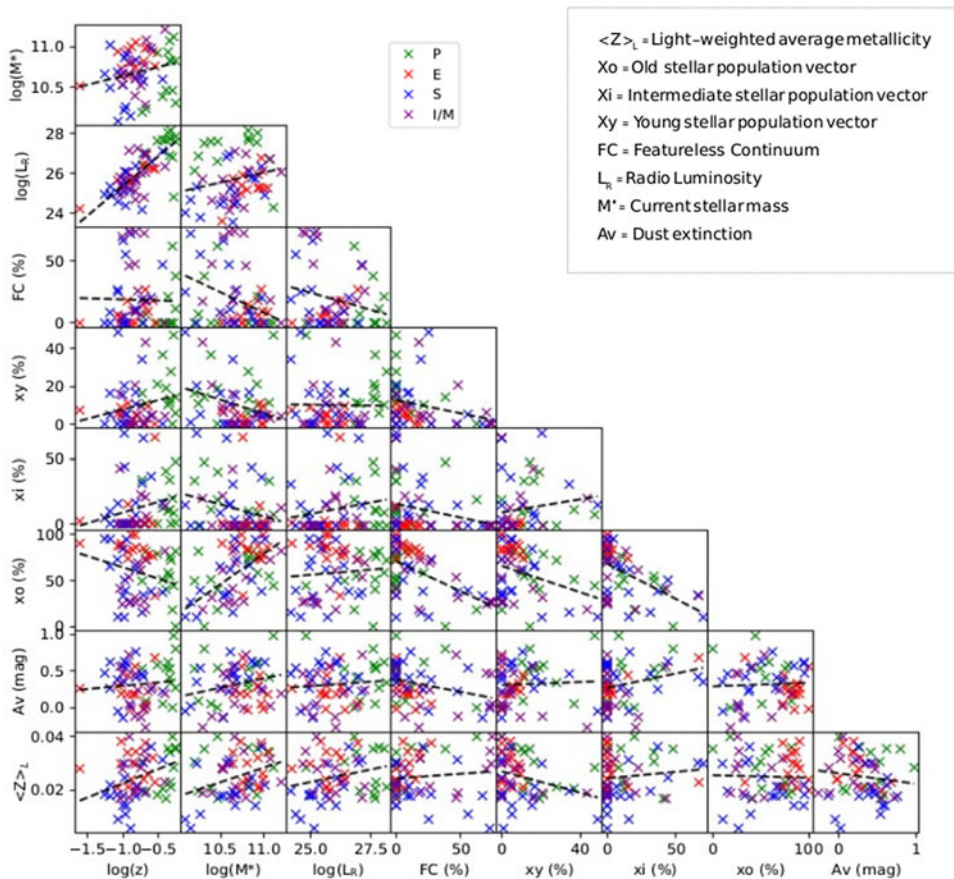 11.0
10.5
log(M*)
P
E
S
I/M
<Z>L = Light-weighted average metallicity
Xo = Old stellar population vector
Xi = Intermediate stellar population vector
Xy = Young stellar population vector
FC = Featureless Continuum
LR = Radio Luminosity
M* = Current stellar mass
Av = Dust extinction
28
26
24
log(LR)
50
0
FC (%)
40
20
0
xy (%)
50
0
xi (%)
100
50
0
xo (%)
1.0
0.5
0.0
Av (mag)
0.04
0.02
<Z>L
−1.5 −1.0 −0.5 10.5 11.0 25.0 27.5 0 50 0 40 0 50 0 100 0 1
log(z) log(M*) log(LR) FC (%) xy (%) xi (%) xo (%) Av (mag)